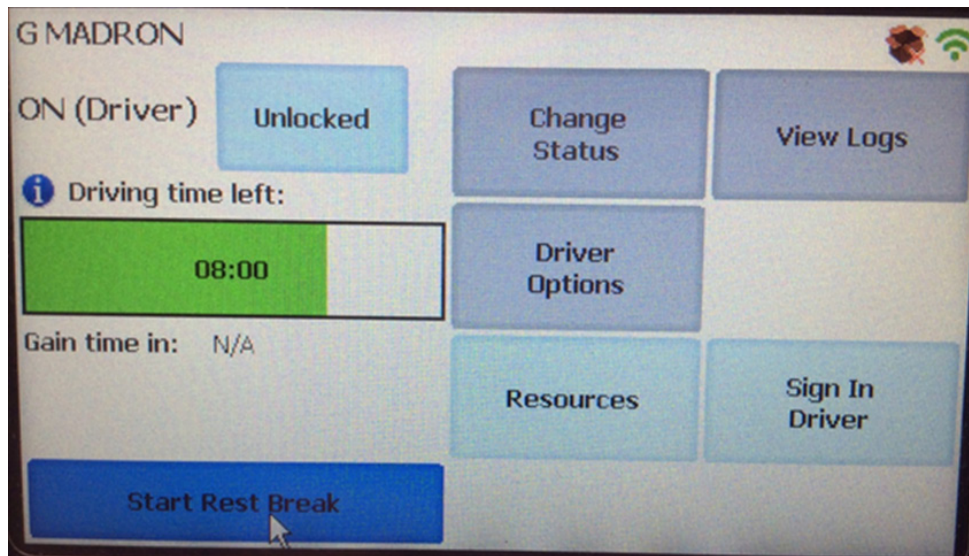 G MADRON
ON (Driver)
Unlocked
Change
Status
View Logs
Driving time left:
08:00
Driver
Options
Gain time in: N/A
Resources
Sign In
Driver
Start Rest Break